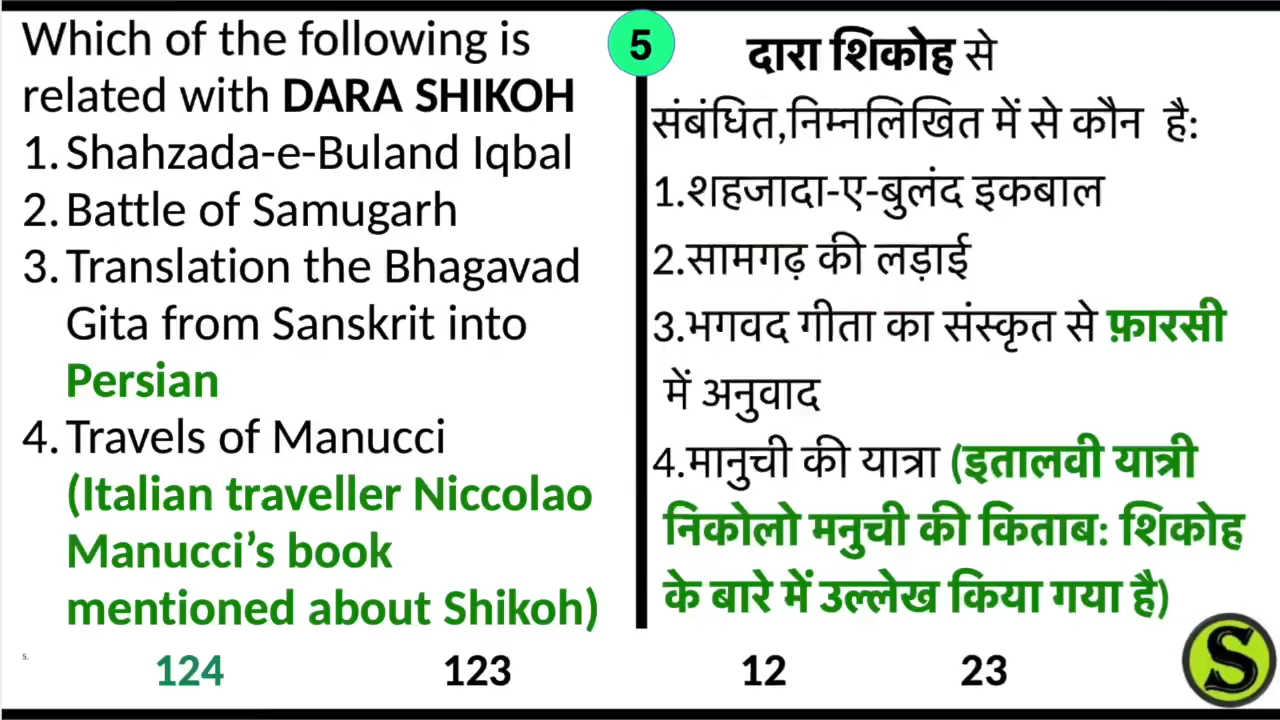 Which of the following is
related with DARA SHIKOH
1. Shahzada-e-Buland Iqbal
2. Battle of Samugarh
3. Translation the Bhagavad
Gita from Sanskrit into
Persian
4. Travels of Manucci
(Italian traveller Niccolao
Manucci’s book
mentioned about Shikoh)
5
दारा शिकोह से
संबंधित,निम्नलिखित में से कौन है:
1.शहजादा-ए-बुलंद इकबाल
2.सामगढ़ की लड़ाई
3.भगवद गीता का संस्कृत से फ़ारसी
में अनुवाद
4.मानुची की यात्रा (इतालवी यात्री
निकोलो मनुची की किताब: शिकोह
के बारे में उल्लेख किया गया है)
5.
124 123 12 23
S